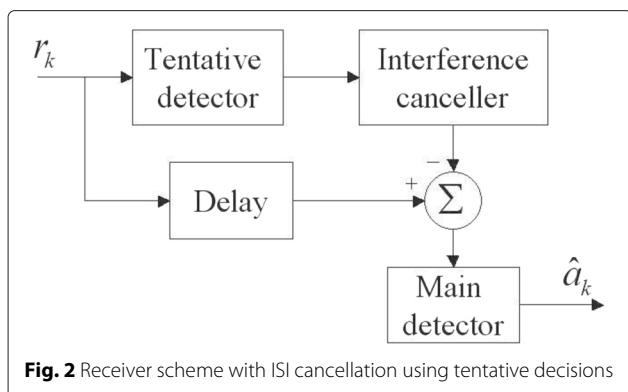 r_k
Tentative
detector
Interference
canceller
−
+
Σ
Delay
Main
detector
â_k
Fig. 2 Receiver scheme with ISI cancellation using tentative decisions